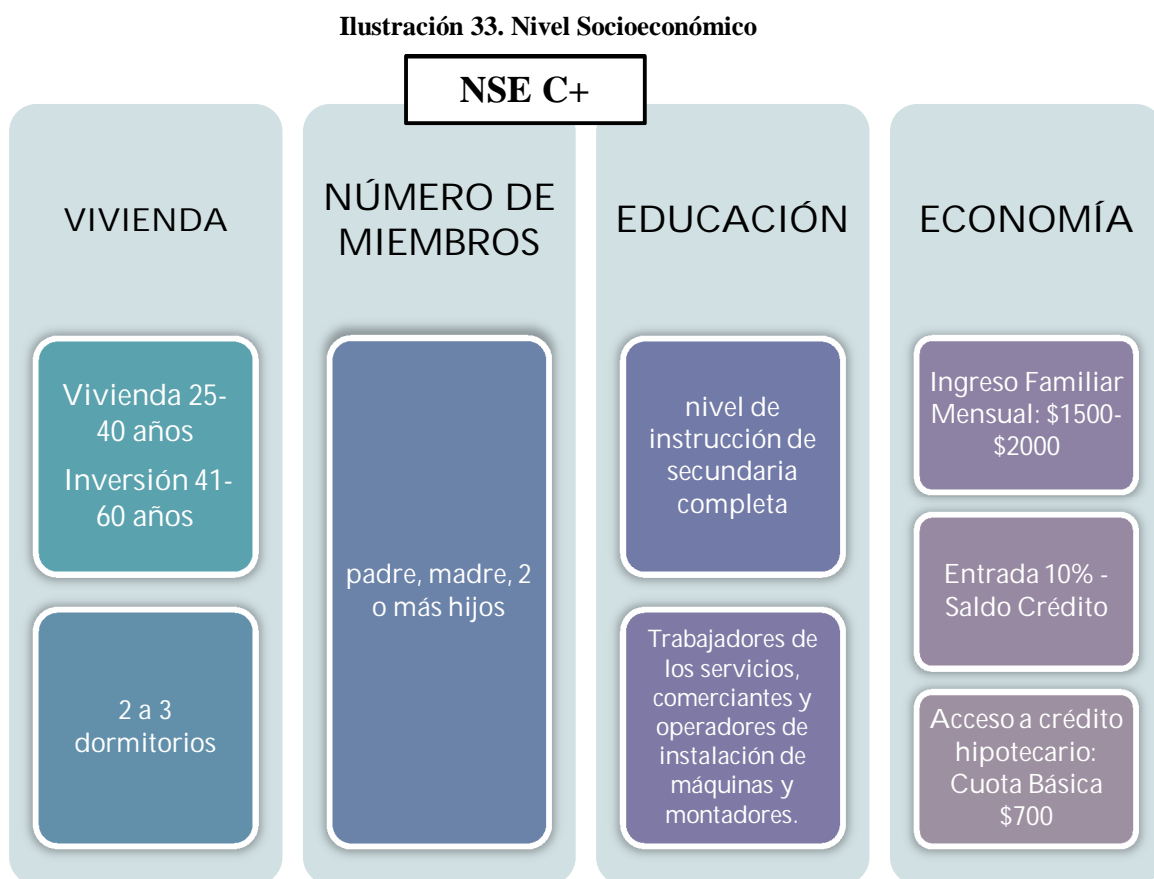 Ilustración 33. Nivel Socioeconómico
NSE C+
VIVIENDA
Vivienda 25-
40 años
Inversión 41-
60 años
2 a 3
dormitorios
NÚMERO DE
MIEMBROS
padre, madre, 2
o más hijos
EDUCACIÓN
nivel de
instrucción de
secundaria
completa
Trabajadores de
los servicios,
comerciantes y
operadores de
instalación de
máquinas y
montadores.
ECONOMÍA
Ingreso Familiar
Mensual: $1500-
$2000
Entrada 10% -
Saldo Crédito
Acceso a crédito
hipotecario:
Cuota Básica
$700